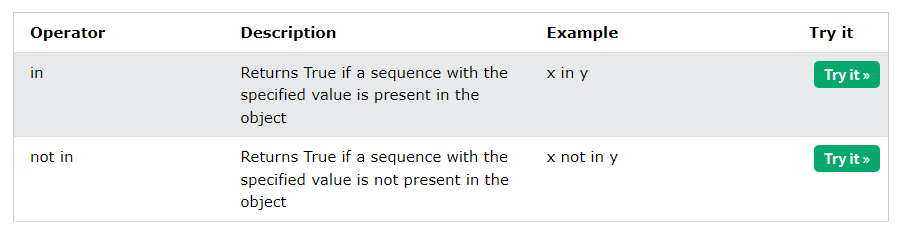 Operator Description Example Try it
in Returns True if a sequence with the x in y Try it »
specified value is present in the
object
not in Returns True if a sequence with the x not in y Try it »
specified value is not present in the
object